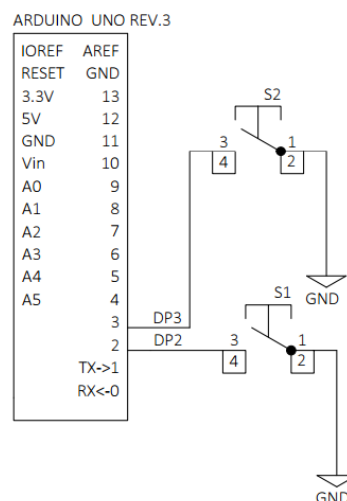 ARDUINO UNO REV.3
IOREF AREF
RESET GND
3.3V 13
5V 12
GND 11
Vin 10
A0 9
A1 8
A2 7
A3 6
A4 5
A5 4
3
2
TX->1
RX<-0
S2
3 1
4 2
GND
DP3
DP2
S1
3 1
4 2
GND